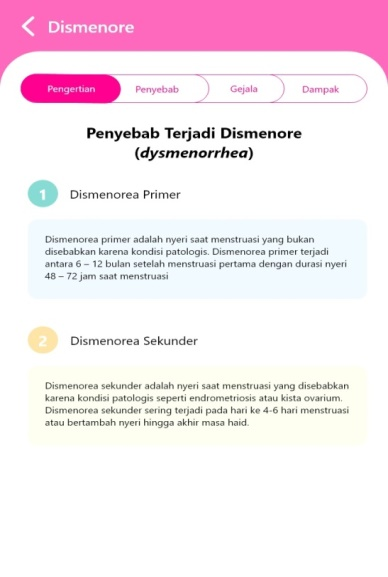 Dismenore
Pengertian Penyebab Gejala Dampak
Penyebab Terjadi Dismenore
(dysmenorrhea)
1 Dismenorea Primer
Dismenorea primer adalah nyeri saat menstruasi yang bukan
disebabkan karena kondisi patologis. Dismenorea primer terjadi
antara 6 – 12 bulan setelah menstruasi pertama dengan durasi nyeri
48 – 72 jam saat menstruasi
2 Dismenorea Sekunder
Dismenorea sekunder adalah nyeri saat menstruasi yang disebabkan
karena kondisi patologis seperti endrometriosis atau kista ovarium.
Dismenorea sekunder sering terjadi pada hari ke 4-6 hari menstruasi
atau bertambah nyeri hingga akhir masa haid.